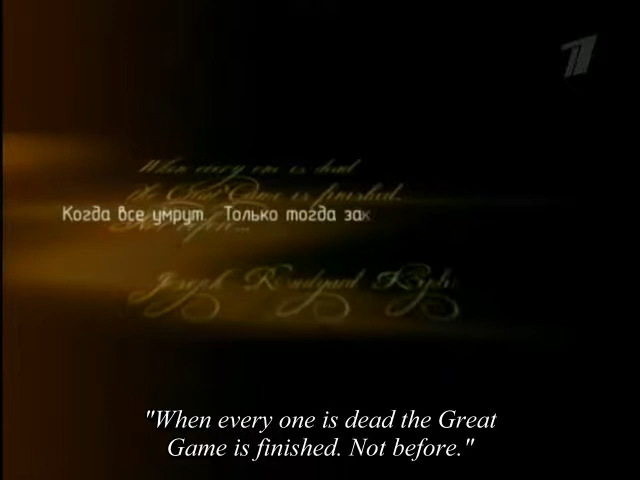 When every one is dead
the Great Game is finished.
Not before...
Когда все умрут Только тогда зак
Joseph Rudyard Kipli
"When every one is dead the Great
Game is finished. Not before."